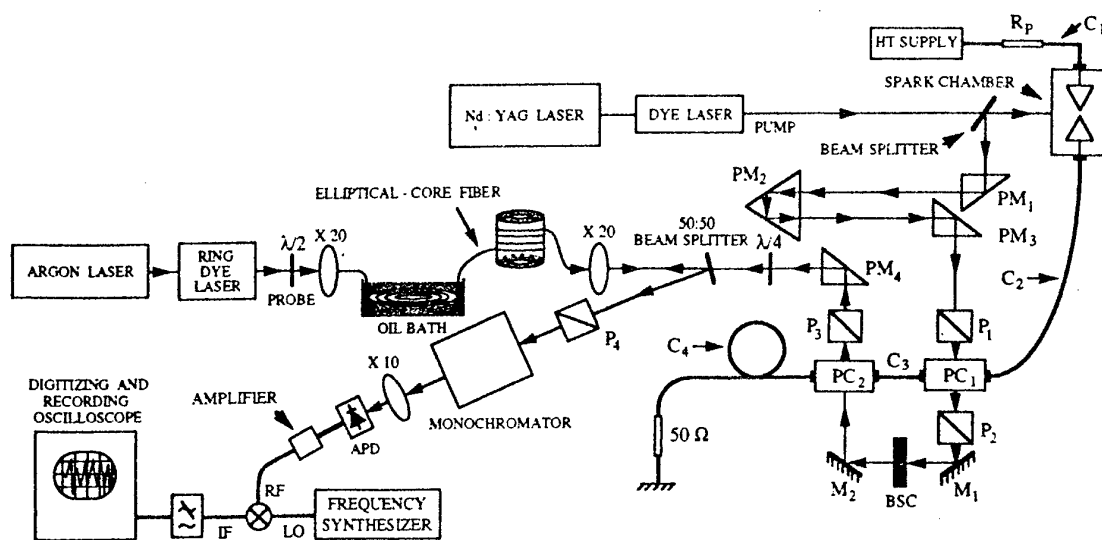 R_P
C_1
HT SUPPLY
SPARK CHAMBER
Nd : YAG LASER
DYE LASER
PUMP
BEAM SPLITTER
PM_2
PM_1
ELLIPTICAL - CORE FIBER
50:50
BEAM SPLITTER
λ/4
PM_3
X 20
λ/2
X 20
ARGON LASER
RING
DYE
LASER
PROBE
PM_4
C_2
OIL BATH
P_4
P_3
P_1
C_4
X 10
PC_2
C_3
PC_1
DIGITIZING AND
RECORDING
OSCILLOSCOPE
AMPLIFIER
MONOCHROMATOR
APD
50 Ω
P_2
M_2
BSC
M_1
RF
IF
LO
FREQUENCY
SYNTHESIZER